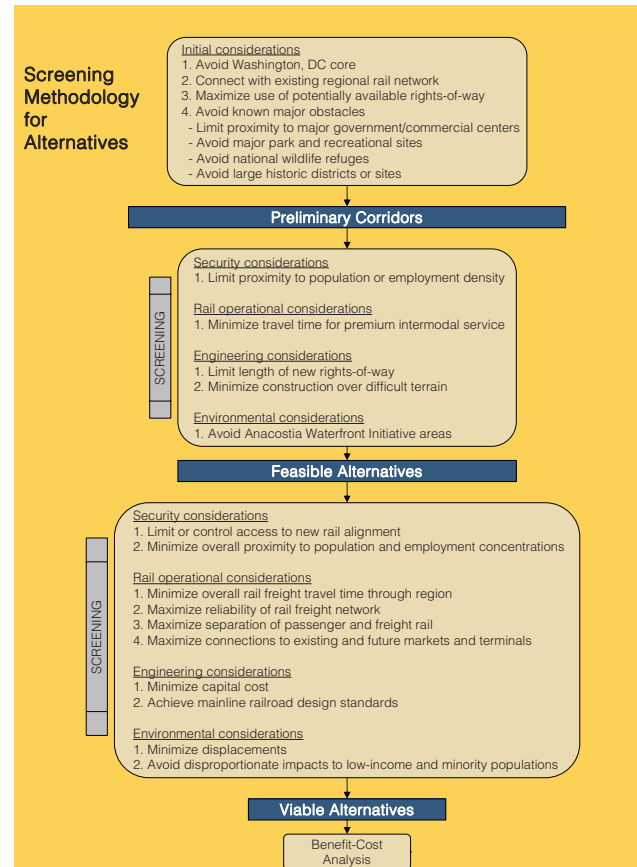 Screening
Methodology
for
Alternatives
Initial considerations
1. Avoid Washington, DC core
2. Connect with existing regional rail network
3. Maximize use of potentially available rights-of-way
4. Avoid known major obstacles
- Limit proximity to major government/commercial centers
- Avoid major park and recreational sites
- Avoid national wildlife refuges
- Avoid large historic districts or sites
Preliminary Corridors
SCREENING
Security considerations
1. Limit proximity to population or employment density
Rail operational considerations
1. Minimize travel time for premium intermodal service
Engineering considerations
1. Limit length of new rights-of-way
2. Minimize construction over difficult terrain
Environmental considerations
1. Avoid Anacostia Waterfront Initiative areas
Feasible Alternatives
SCREENING
Security considerations
1. Limit or control access to new rail alignment
2. Minimize overall proximity to population and employment concentrations
Rail operational considerations
1. Minimize overall rail freight travel time through region
2. Maximize reliability of rail freight network
3. Maximize separation of passenger and freight rail
4. Maximize connections to existing and future markets and terminals
Engineering considerations
1. Minimize capital cost
2. Achieve mainline railroad design standards
Environmental considerations
1. Minimize displacements
2. Avoid disproportionate impacts to low-income and minority populations
Viable Alternatives
Benefit-Cost
Analysis